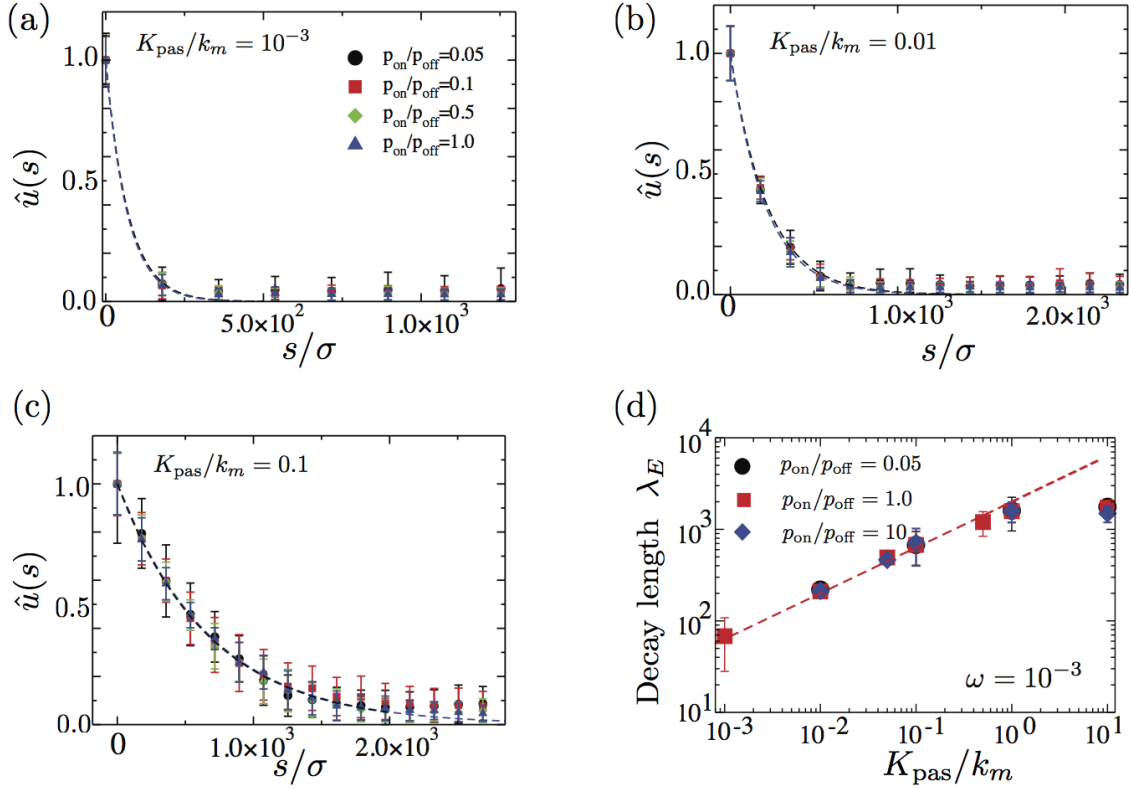 (a)
K_pas/k_m = 10^-3
p_on/p_off=0.05
p_on/p_off=0.1
p_on/p_off=0.5
p_on/p_off=1.0
1.0
0.5
0.0
û(s)
5.0×10^2
1.0×10^3
s/σ
(b)
K_pas/k_m = 0.01
1.0
0.5
0.0
û(s)
1.0×10^3
2.0×10^3
s/σ
(c)
K_pas/k_m = 0.1
1.0
0.5
0.0
û(s)
0
1.0×10^3
2.0×10^3
s/σ
(d)
p_on/p_off = 0.05
p_on/p_off = 1.0
p_on/p_off = 10
10^4
10^3
10^2
10^1
Decay length λ_E
ω = 10^-3
10^-3
10^-2
10^-1
10^0
10^1
K_pas/k_m